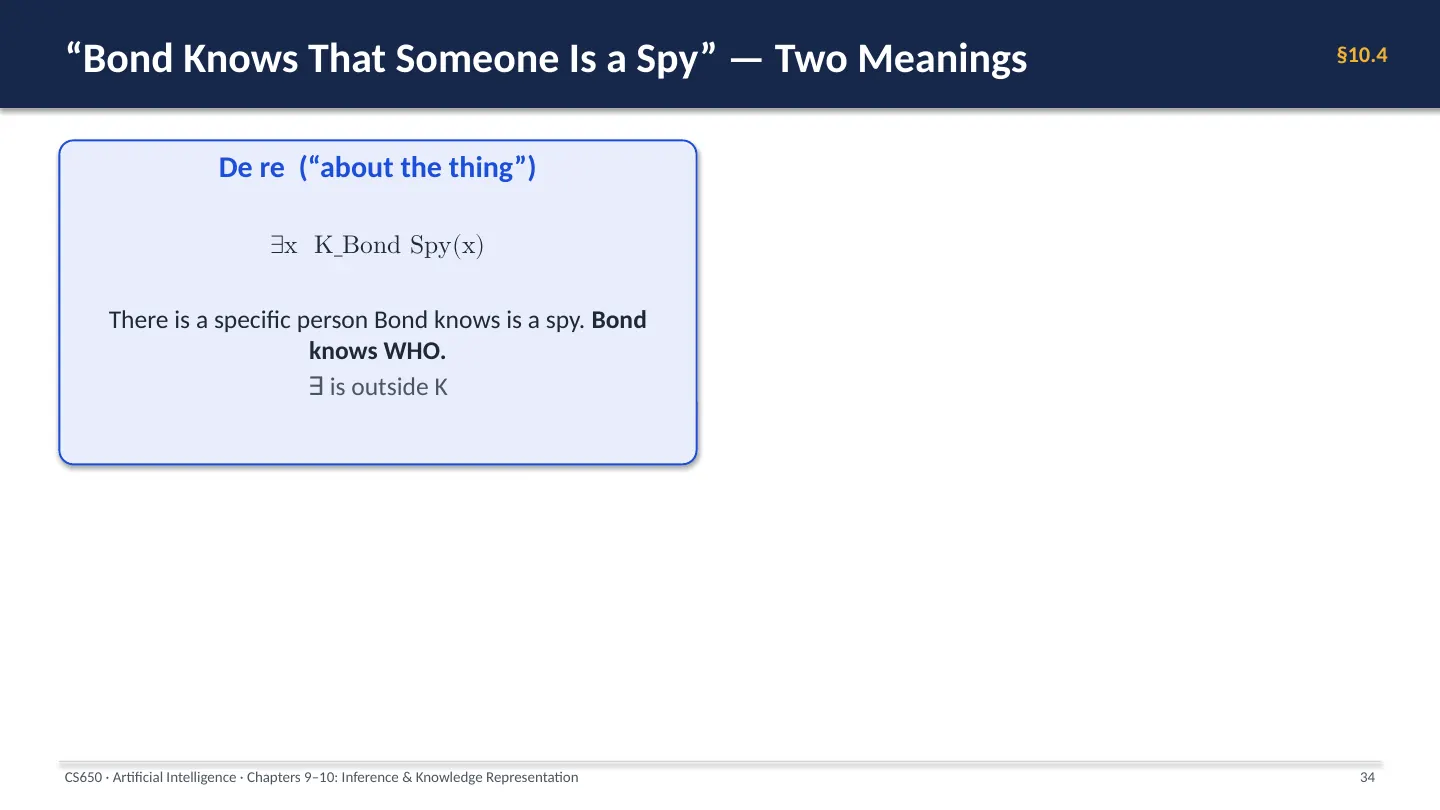 “Bond Knows That Someone Is a Spy” — Two Meanings
§10.4
De re (“about the thing”)
∃x K_Bond Spy(x)
There is a specific person Bond knows is a spy. Bond
knows WHO.
∃ is outside K
CS650 · Artificial Intelligence · Chapters 9–10: Inference & Knowledge Representation
34